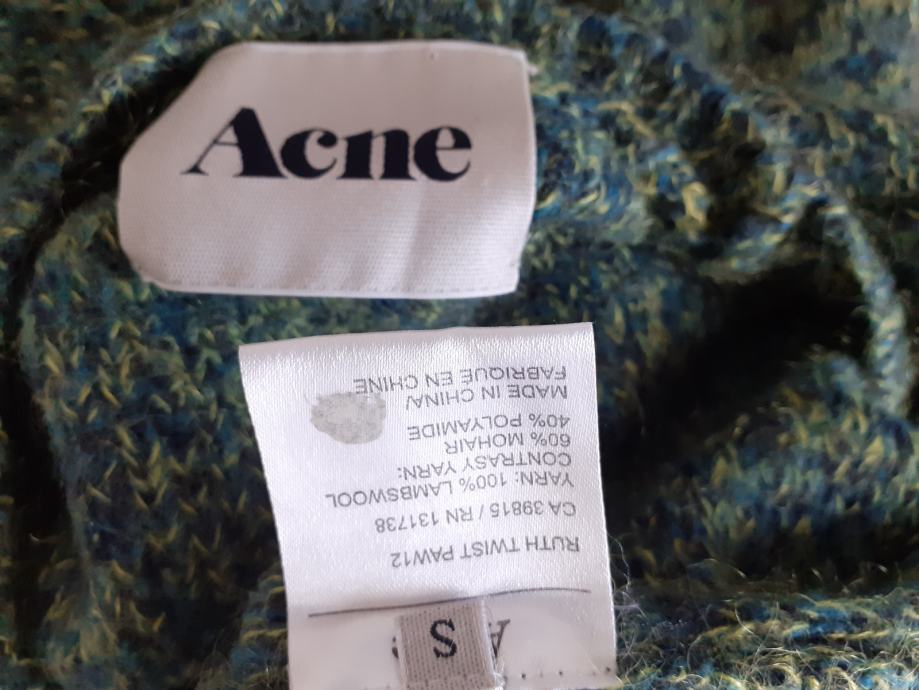 Acne
S
RUTH TWIST PAW12
CA 39815 / RN 131738
YARN: 100% LAMBSWOOL
CONTRASY YARN:
60% MOHAIR
40% POLYAMIDE
MADE IN CHINA/
FABRIQUE EN CHINE